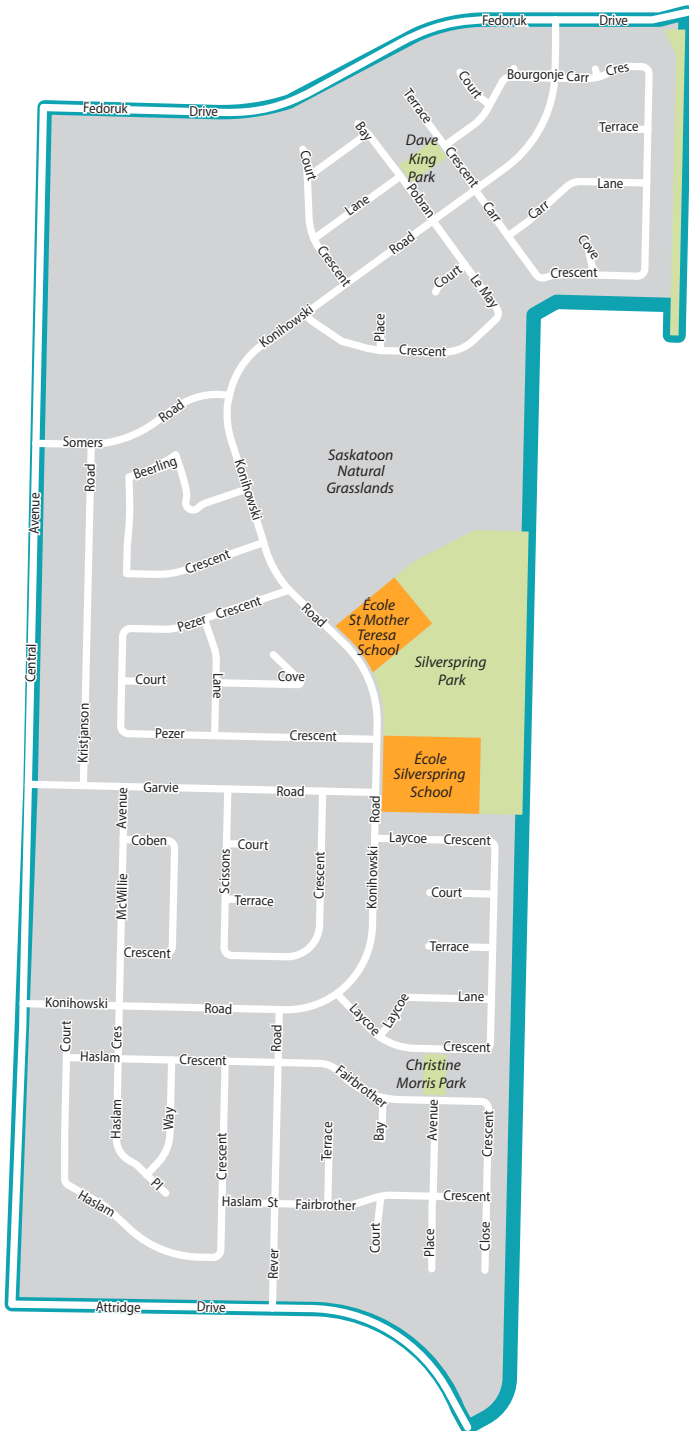 Fedoruk Drive
Fedoruk Drive
Court
Bourgonje
Carr
Cres
Terrace
Bay
Dave
King
Park
Terrace
Court
Crescent
Lane
Lane
Pobran
Carr
Carr
Road
Cove
Crescent
Court
Crescent
Le May
Konihowski
Place
Crescent
Road
Somers
Saskatoon
Natural
Grasslands
Beerling
Road
Konihowski
Avenue
Crescent
École
St Mother
Teresa
School
Crescent
Road
Pezer
Silverspring
Park
Central
Court
Lane
Cove
Kristjanson
Pezer
Crescent
École
Silverspring
School
Garvie
Road
Avenue
Road
Coben
Court
Laycoe
Crescent
Scissons
Crescent
Konihowski
McWillie
Terrace
Court
Crescent
Terrace
Konihowski
Road
Laycoe
Laycoe
Lane
Court
Cres
Road
Crescent
Haslam
Crescent
Fairbrother
Christine
Morris Park
Haslam
Way
Crescent
Terrace
Bay
Avenue
Crescent
Pl
Haslam
Haslam St
Fairbrother
Crescent
Court
Place
Close
Rever
Attridge
Drive